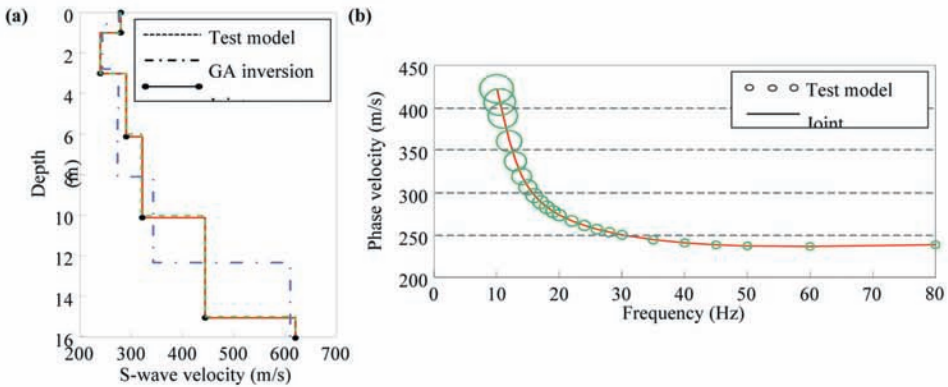 (a)
0
2
4
6
8
10
12
14
16
Depth
(m)
Test model
GA inversion
200 300 400 500 600 700
S-wave velocity (m/s)
(b)
450
400
350
300
250
200
Phase velocity (m/s)
Test model
Joint
0 10 20 30 40 50 60 70 80
Frequency (Hz)